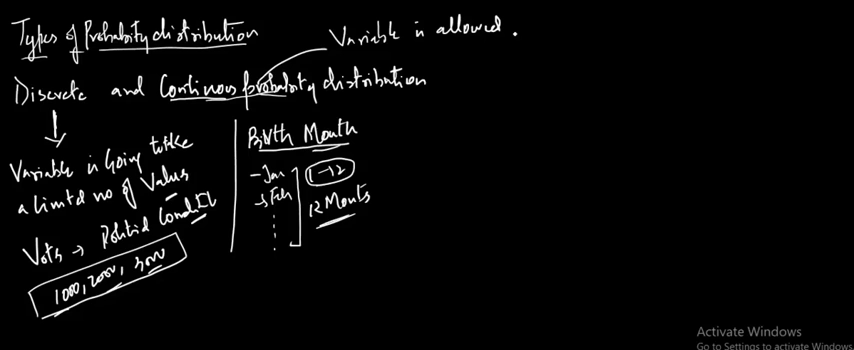 Types of Probability distribution
Variable is allowed.
Discrete and Continous Probability distribution
Variable is Going to take
a limited no of Values
Votes → Political
1000, 2000, 3000
Birth Month
- Jan
→ Feb
1-12
12 Months
Activate Windows
Go to Settings to activate Windows.